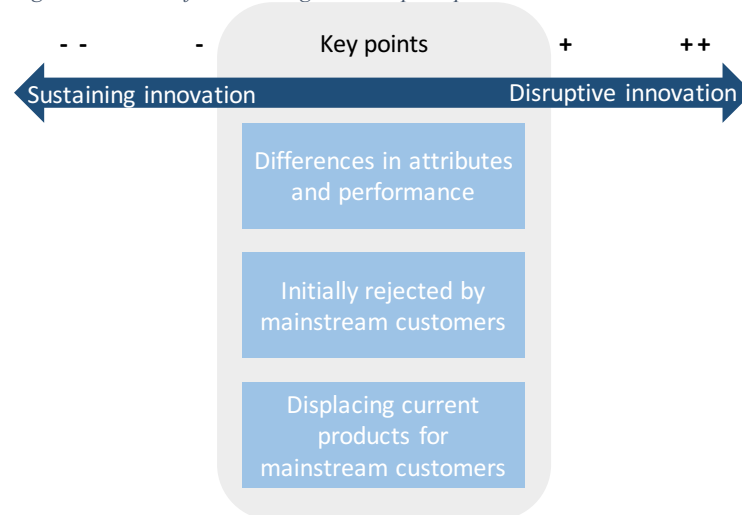 - - - Key points + ++
Sustaining innovation Disruptive innovation
Differences in attributes
and performance
Initially rejected by
mainstream customers
Displacing current
products for
mainstream customers